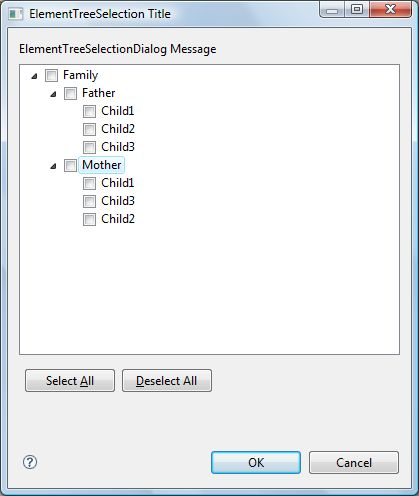 ElementTreeSelection Title
ElementTreeSelectionDialog Message
Family
Father
Child1
Child2
Child3
Mother
Child1
Child3
Child2
Select All
Deselect All
?
OK
Cancel